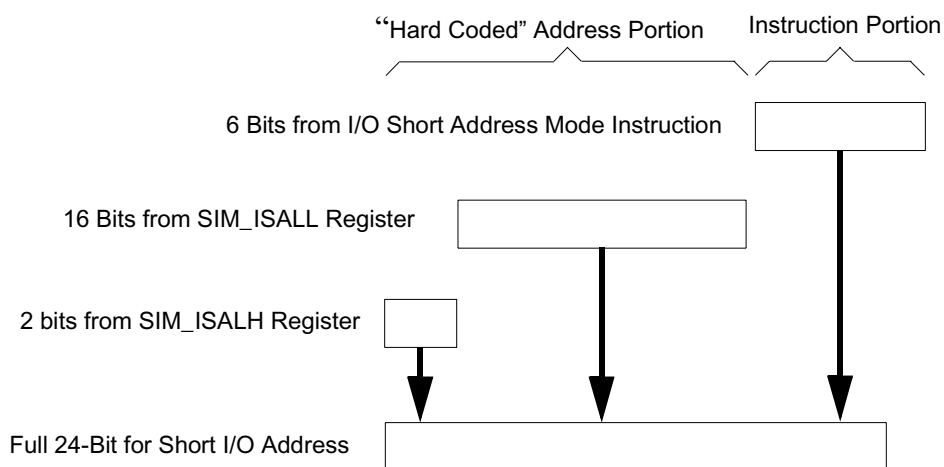 “Hard Coded” Address Portion
Instruction Portion
6 Bits from I/O Short Address Mode Instruction
16 Bits from SIM_ISALL Register
2 bits from SIM_ISALH Register
Full 24-Bit for Short I/O Address